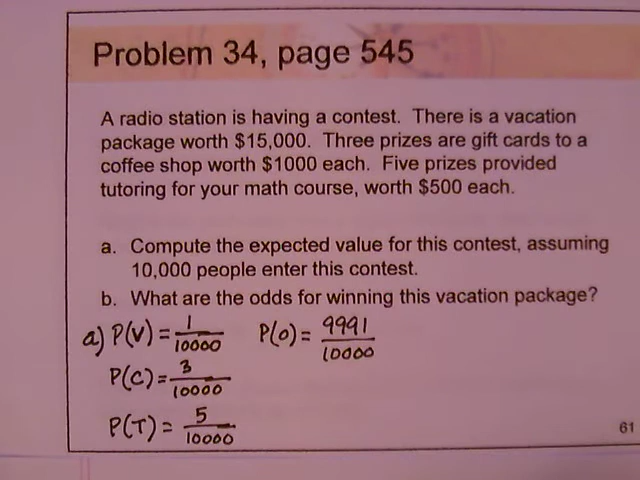 Problem 34, page 545
A radio station is having a contest. There is a vacation
package worth $15,000. Three prizes are gift cards to a
coffee shop worth $1000 each. Five prizes provided
tutoring for your math course, worth $500 each.
a. Compute the expected value for this contest, assuming
10,000 people enter this contest.
b. What are the odds for winning this vacation package?
a) P(V) = 1/10000 P(O) = 9991/10000
P(C) = 3/10000
P(T) = 5/10000
61